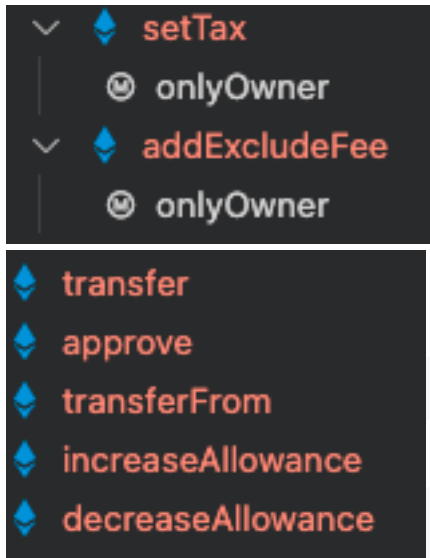 setTax
onlyOwner
addExcludeFee
onlyOwner
transfer
approve
transferFrom
increaseAllowance
decreaseAllowance